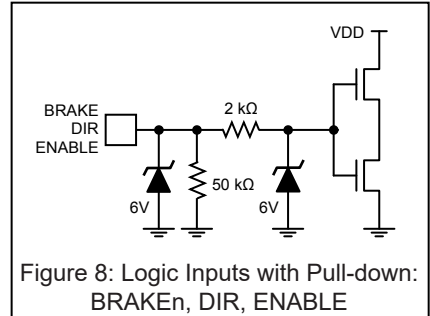 VDD
BRAKE
DIR
ENABLE
2 kΩ
6V
50 kΩ
6V
Figure 8: Logic Inputs with Pull-down:
BRAKEn, DIR, ENABLE